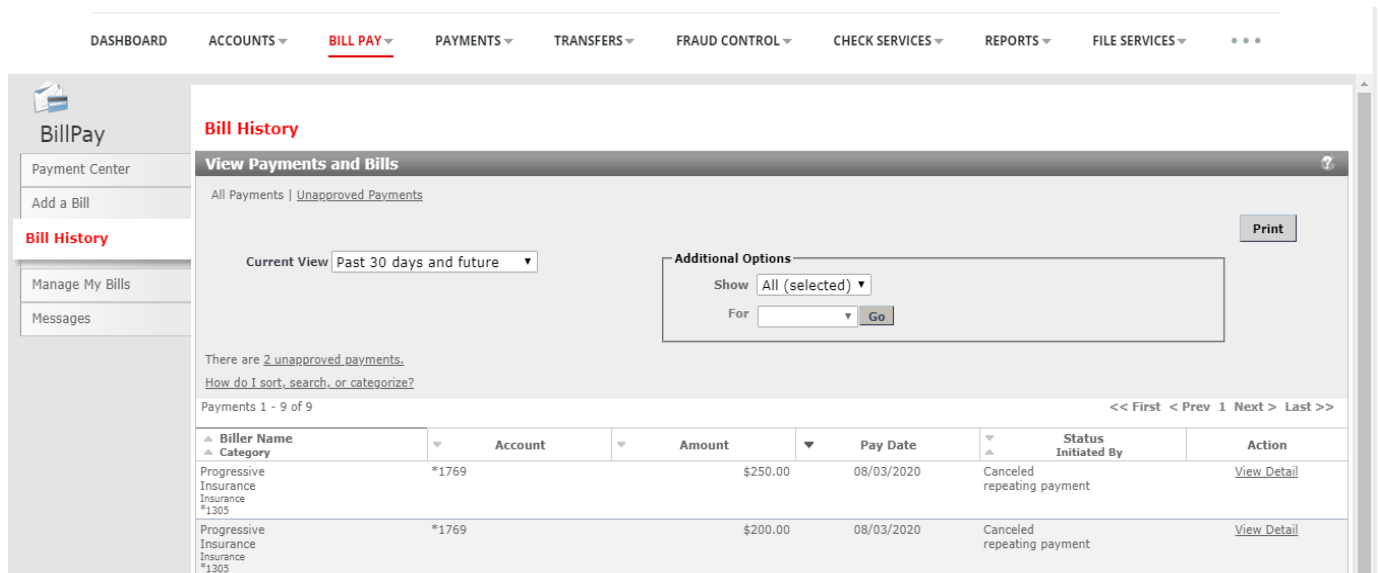 DASHBOARD ACCOUNTS BILL PAY PAYMENTS TRANSFERS FRAUD CONTROL CHECK SERVICES REPORTS FILE SERVICES
BillPay
Payment Center
Add a Bill
Bill History
Manage My Bills
Messages
Bill History
View Payments and Bills ?
All Payments | Unapproved Payments
Print
Current View Past 30 days and future
Additional Options
Show All (selected)
For Go
There are 2 unapproved payments.
How do I sort, search, or categorize?
Payments 1 - 9 of 9 << First < Prev 1 Next > Last >>
Biller Name
Category
Account Amount Pay Date
Status
Initiated By
Action
Progressive *1769 $250.00 08/03/2020 Canceled View Detail
Insurance repeating payment
Insurance
*1305
Progressive *1769 $200.00 08/03/2020 Canceled View Detail
Insurance repeating payment
Insurance
*1305